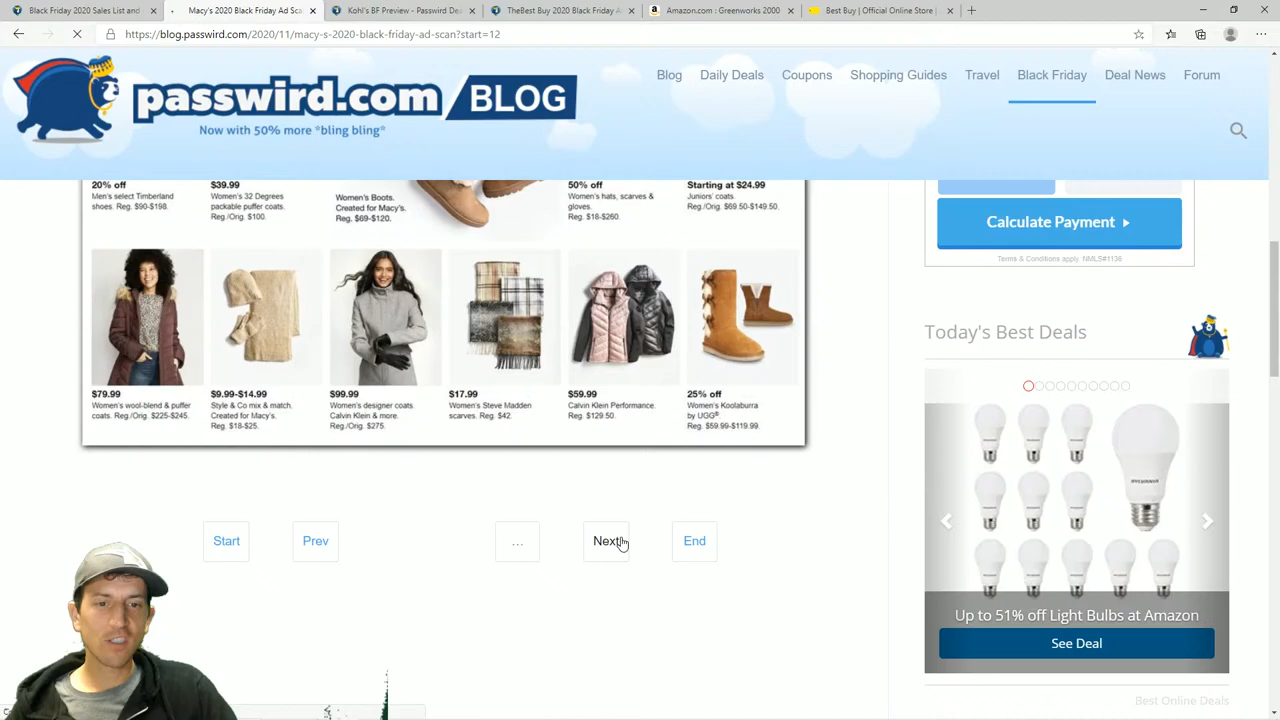 Black Friday 2020 Sales List and
Macy's 2020 Black Friday Ad Sca
Kohl's BF Preview - Passwird De
TheBest Buy 2020 Black Friday A
Amazon.com : Greenworks 2000
Best Buy | Official Online Store |
https://blog.passwird.com/2020/11/macy-s-2020-black-friday-ad-scan?start=12
passwird.com BLOG
Now with 50% more *bling bling*
Blog Daily Deals Coupons Shopping Guides Travel Black Friday Deal News Forum
20% off
Men's select Timberland
shoes. Reg. $90-$198.
$39.99
Women's 32 Degrees
packable puffer coats.
Reg./Orig. $100.
Women's Boots.
Created for Macy's.
Reg. $69-$120.
50% off
Women's hats, scarves &
gloves.
Reg. $18-$260.
Starting at $24.99
Juniors' coats.
Reg./Orig. $69.50-$149.50.
$79.99
Women's wool-blend & puffer
coats. Reg./Orig. $225-$245.
$9.99-$14.99
Style & Co mix & match.
Created for Macy's.
Reg. $18-$25.
$99.99
Women's designer coats.
Calvin Klein & more.
Reg./Orig. $275.
$17.99
Women's Steve Madden
scarves. Reg. $42.
$59.99
Calvin Klein Performance.
Reg. $129.50.
25% off
Women's Koolaburra
by UGG®.
Reg. $59.99-$119.99.
Start
Prev
...
Next
End
Calculate Payment
Terms & Conditions apply. NMLS#1136
Today's Best Deals
SYLVANIA
Up to 51% off Light Bulbs at Amazon
See Deal
Best Online Deals